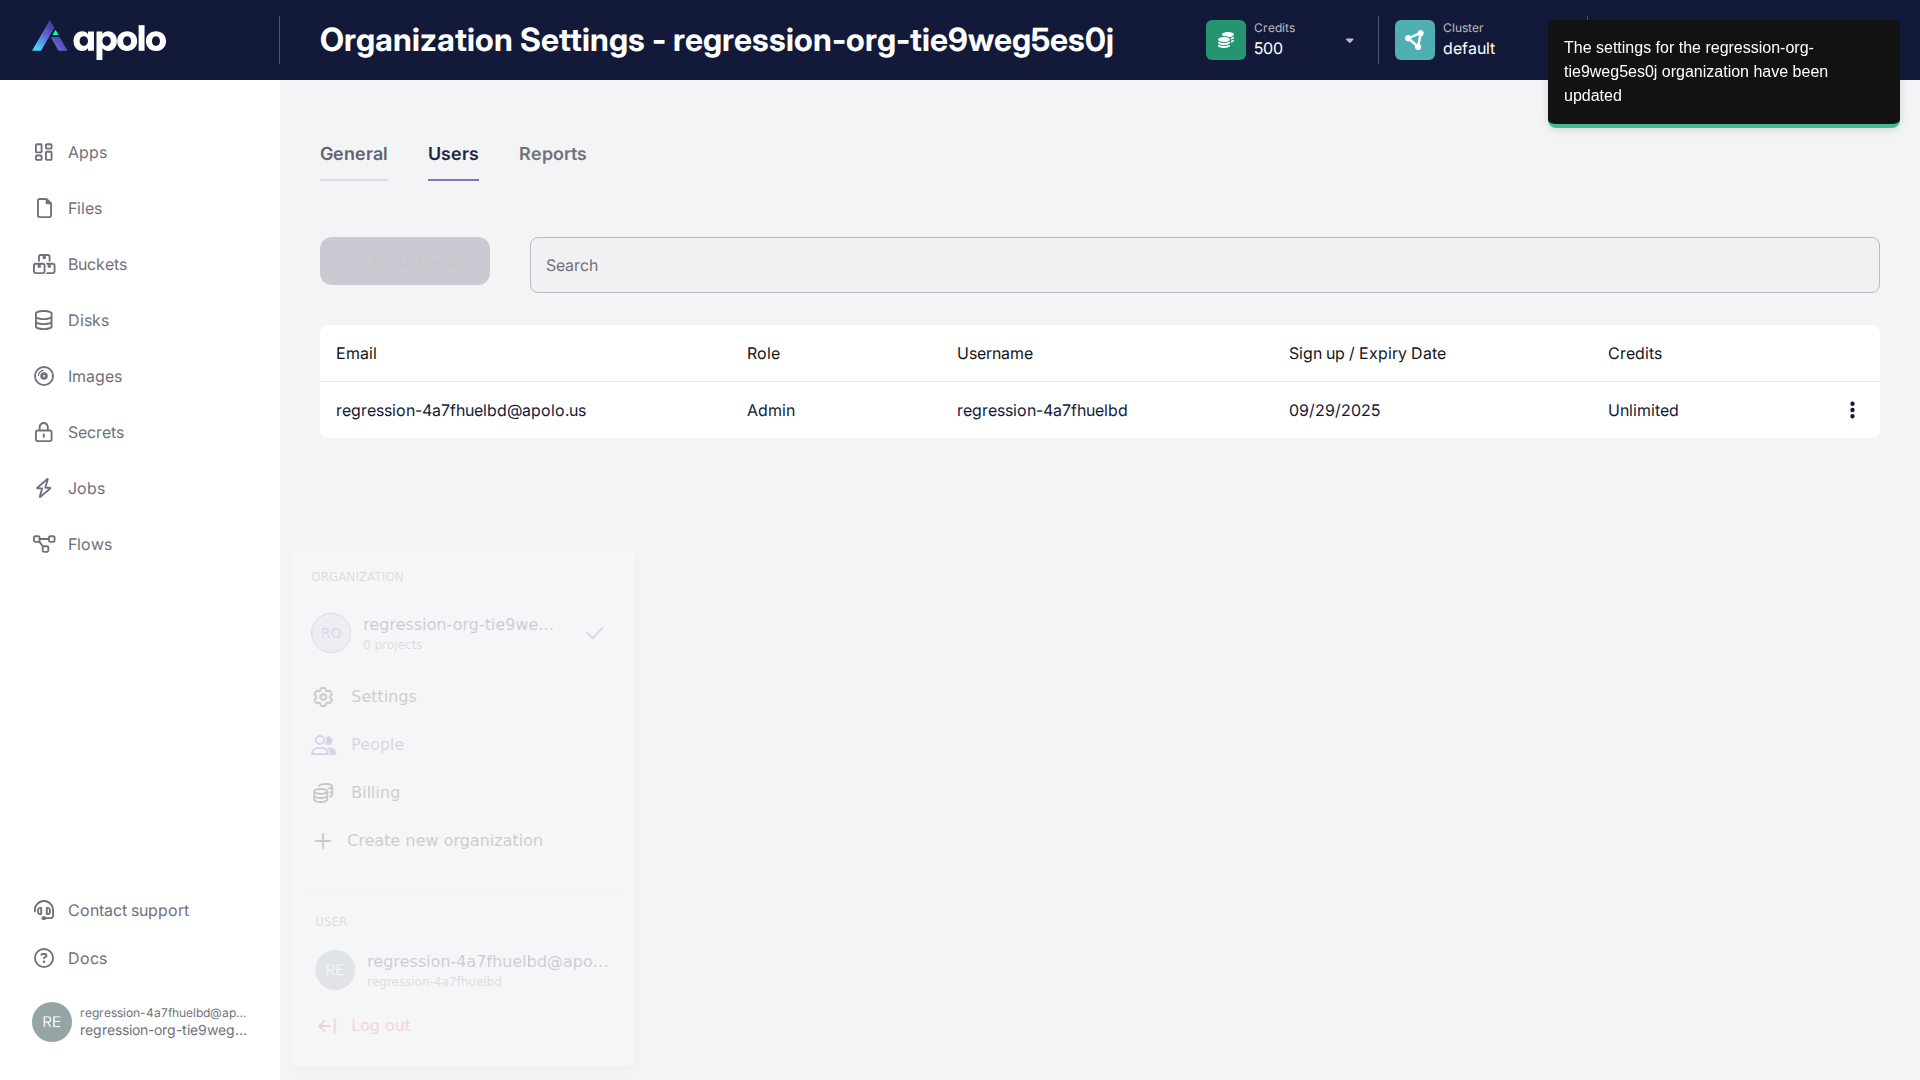 apolo
Organization Settings - regression-org-tie9weg5es0j
Credits
500
Cluster
default
The settings for the regression-org-
tie9weg5es0j organization have been
updated
Apps
Files
Buckets
Disks
Images
Secrets
Jobs
Flows
General
Users
Reports
Invite People
Search
Email
Role
Username
Sign up / Expiry Date
Credits
regression-4a7fhuelbd@apolo.us
Admin
regression-4a7fhuelbd
09/29/2025
Unlimited
ORGANIZATION
RO
regression-org-tie9we...
0 projects
Settings
People
Billing
Create new organization
USER
RE
regression-4a7fhuelbd@apo...
regression-4a7fhuelbd
Log out
Contact support
Docs
RE
regression-4a7fhuelbd@ap...
regression-org-tie9weg...